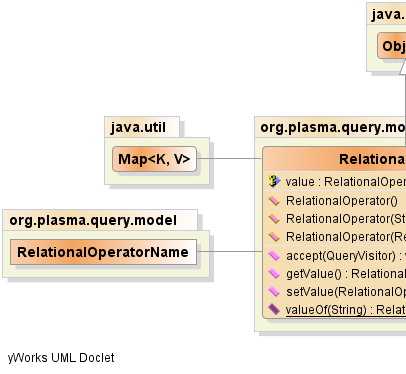 java.
Obj
java.util
Map<K, V>
org.plasma.query.mo
Relational
value : RelationalOper
RelationalOperator()
RelationalOperator(St
RelationalOperator(Re
accept(QueryVisitor) : v
getValue() : Relational
setValue(RelationalOp
valueOf(String) : Relat
org.plasma.query.model
RelationalOperatorName
yWorks UML Doclet